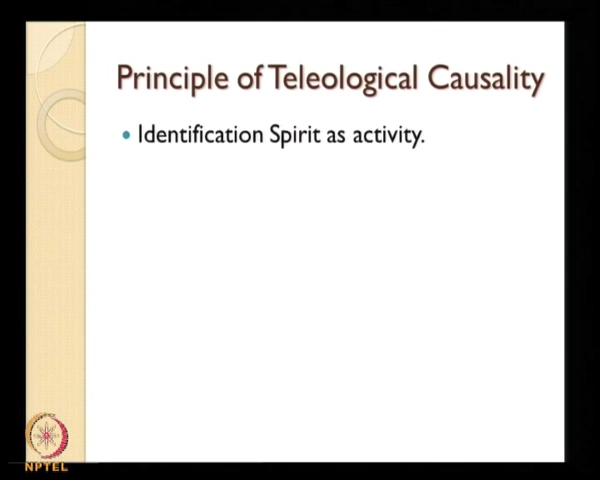 Principle of Teleological Causality
Identification Spirit as activity.
NPTEL